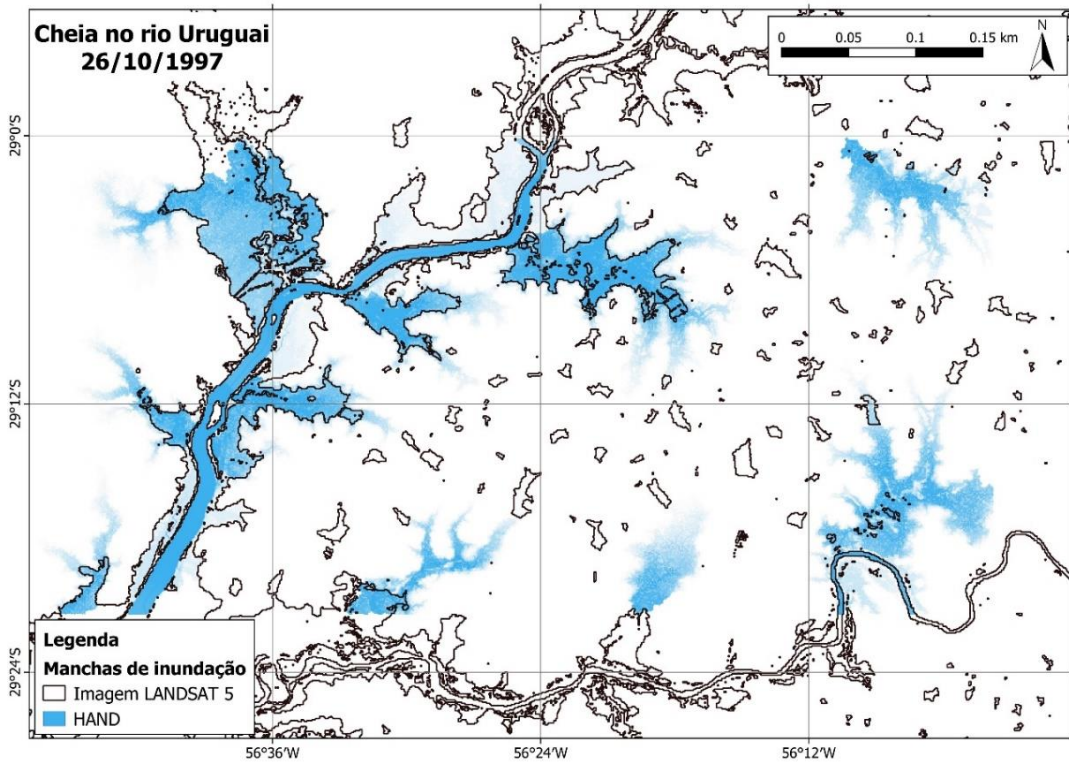 Cheia no rio Uruguai
26/10/1997
0 0.05 0.1 0.15 km
N
29°0'S
29°12'S
29°24'S
Legenda
Manchas de inundação
Imagem LANDSAT 5
HAND
56°36'W 56°24'W 56°12'W